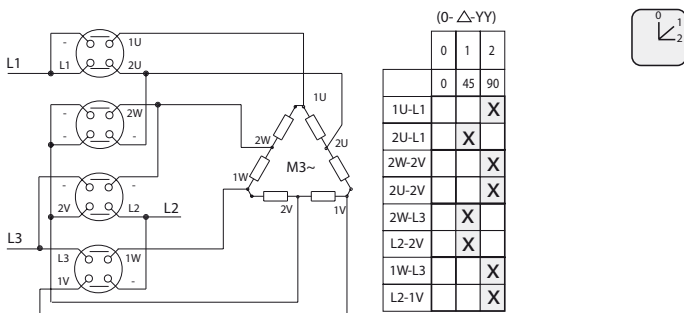 (0- △-YY)
0 1 2
0 45 90
1U-L1 X
2U-L1 X
2W-2V X
2U-2V X
2W-L3 X
L2-2V X
1W-L3 X
L2-1V X
0
1
2
- 1U
L1 L1 2U
- 2W
- -
- -
2V L2 L2
L3 L3 1W
1V -
1U
2W 2U
M3~
1W
2V 1V